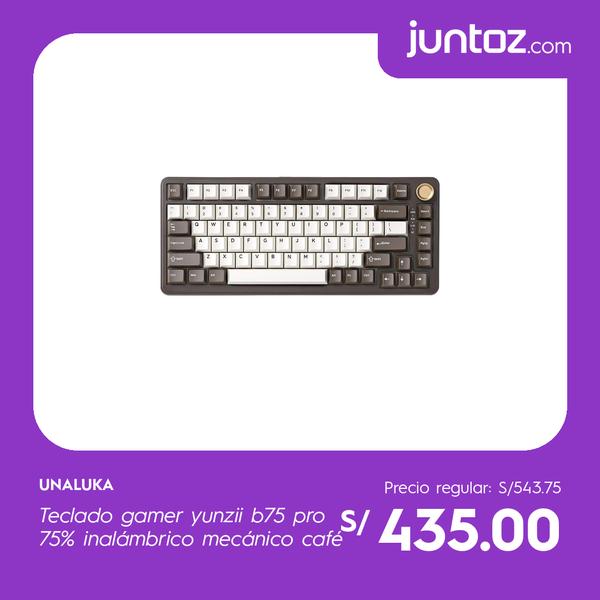 juntoz.com
UNALUKA
Precio regular: S/543.75
Teclado gamer yunzii b75 pro
75% inalámbrico mecánico café
S/ 435.00
Q W E R T Y U I O P
A S D F G H J K L
Z X C V B N M